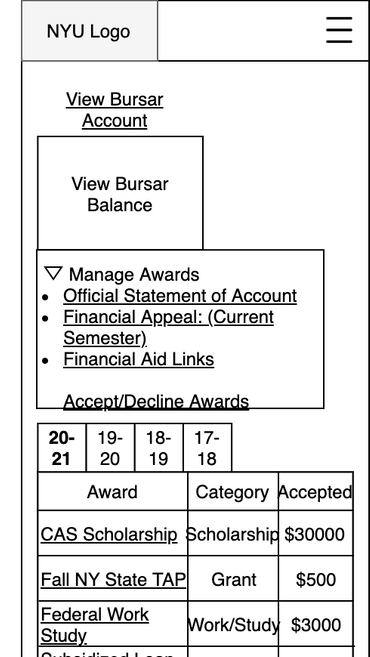 NYU Logo
View Bursar
Account
View Bursar
Balance
Manage Awards
Official Statement of Account
Financial Appeal: (Current
Semester)
Financial Aid Links
Accept/Decline Awards
20-
21
19-
20
18-
19
17-
18
Award Category Accepted
CAS Scholarship Scholarship $30000
Fall NY State TAP Grant $500
Federal Work
Study
Work/Study $3000
Subsidized Loan